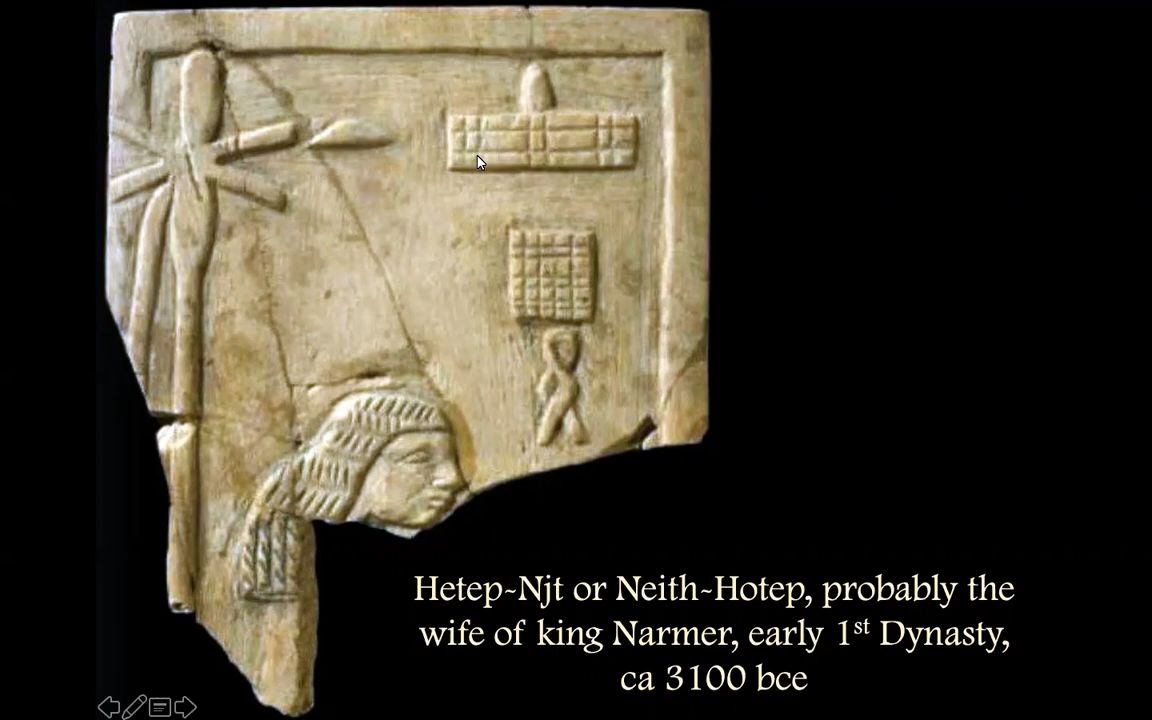 Hetep-Njt or Neith-Hotep, probably the
wife of king Narmer, early 1st Dynasty,
ca 3100 bce